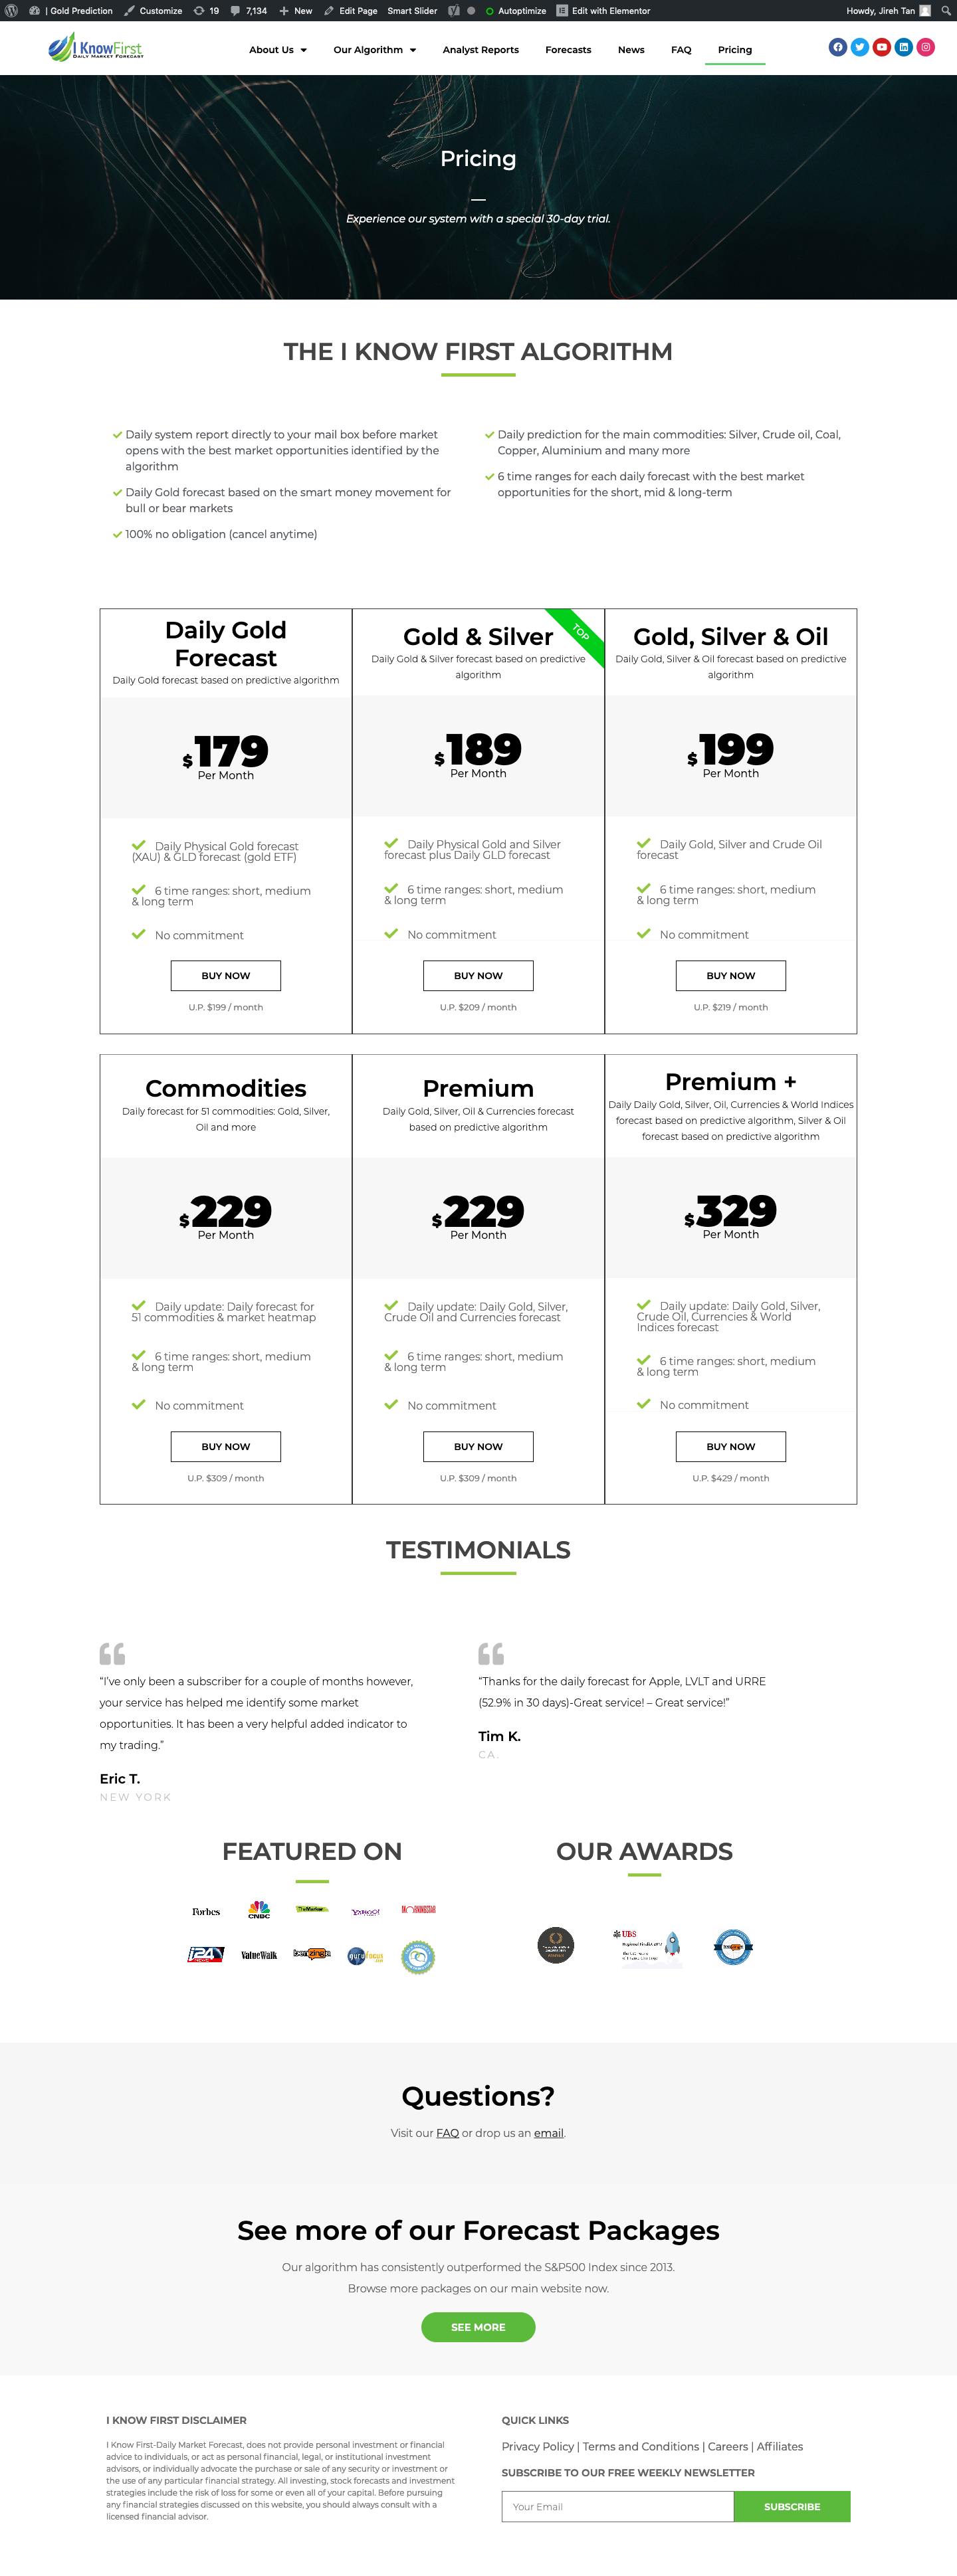 | Gold Prediction Customize 19 7,134 New Edit Page Smart Slider Autoptimize Edit with Elementor Howdy, Jireh Tan
I KnowFirst
DAILY MARKET FORECAST
About Us Our Algorithm Analyst Reports Forecasts News FAQ Pricing
Pricing
Experience our system with a special 30-day trial.
THE I KNOW FIRST ALGORITHM
Daily system report directly to your mail box before market
opens with the best market opportunities identified by the
algorithm
Daily Gold forecast based on the smart money movement for
bull or bear markets
100% no obligation (cancel anytime)
Daily prediction for the main commodities: Silver, Crude oil, Coal,
Copper, Aluminium and many more
6 time ranges for each daily forecast with the best market
opportunities for the short, mid & long-term
Daily Gold
Forecast
Daily Gold forecast based on predictive algorithm
$179
Per Month
Daily Physical Gold forecast
(XAU) & GLD forecast (gold ETF)
6 time ranges: short, medium
& long term
No commitment
BUY NOW
U.P. $199 / month
TOP
Gold & Silver
Daily Gold & Silver forecast based on predictive
algorithm
$189
Per Month
Daily Physical Gold and Silver
forecast plus Daily GLD forecast
6 time ranges: short, medium
& long term
No commitment
BUY NOW
U.P. $209 / month
Gold, Silver & Oil
Daily Gold, Silver & Oil forecast based on predictive
algorithm
$199
Per Month
Daily Gold, Silver and Crude Oil
forecast
6 time ranges: short, medium
& long term
No commitment
BUY NOW
U.P. $219 / month
Commodities
Daily forecast for 51 commodities: Gold, Silver,
Oil and more
$229
Per Month
Daily update: Daily forecast for
51 commodities & market heatmap
6 time ranges: short, medium
& long term
No commitment
BUY NOW
U.P. $309 / month
Premium
Daily Gold, Silver, Oil & Currencies forecast
based on predictive algorithm
$229
Per Month
Daily update: Daily Gold, Silver,
Crude Oil and Currencies forecast
6 time ranges: short, medium
& long term
No commitment
BUY NOW
U.P. $309 / month
Premium +
Daily Daily Gold, Silver, Oil, Currencies & World Indices
forecast based on predictive algorithm, Silver & Oil
forecast based on predictive algorithm
$329
Per Month
Daily update: Daily Gold, Silver,
Crude Oil, Currencies & World
Indices forecast
6 time ranges: short, medium
& long term
No commitment
BUY NOW
U.P. $429 / month
TESTIMONIALS
“I’ve only been a subscriber for a couple of months however,
your service has helped me identify some market
opportunities. It has been a very helpful added indicator to
my trading.”
Eric T.
NEW YORK
“Thanks for the daily forecast for Apple, LVLT and URRE
(52.9% in 30 days)-Great service! – Great service!”
Tim K.
CA.
FEATURED ON
Forbes CNBC TheMarker YAHOO! MORNINGSTAR
i24 NEWS ValueWalk benzinga gurufocus
OUR AWARDS
UBS
Questions?
Visit our FAQ or drop us an email.
See more of our Forecast Packages
Our algorithm has consistently outperformed the S&P500 Index since 2013.
Browse more packages on our main website now.
SEE MORE
I KNOW FIRST DISCLAIMER
I Know First-Daily Market Forecast, does not provide personal investment or financial
advice to individuals, or act as personal financial, legal, or institutional investment
advisors, or individually advocate the purchase or sale of any security or investment or
the use of any particular financial strategy. All investing, stock forecasts and investment
strategies include the risk of loss for some or even all of your capital. Before pursuing
any financial strategies discussed on this website, you should always consult with a
licensed financial advisor.
QUICK LINKS
Privacy Policy | Terms and Conditions | Careers | Affiliates
SUBSCRIBE TO OUR FREE WEEKLY NEWSLETTER
Your Email SUBSCRIBE